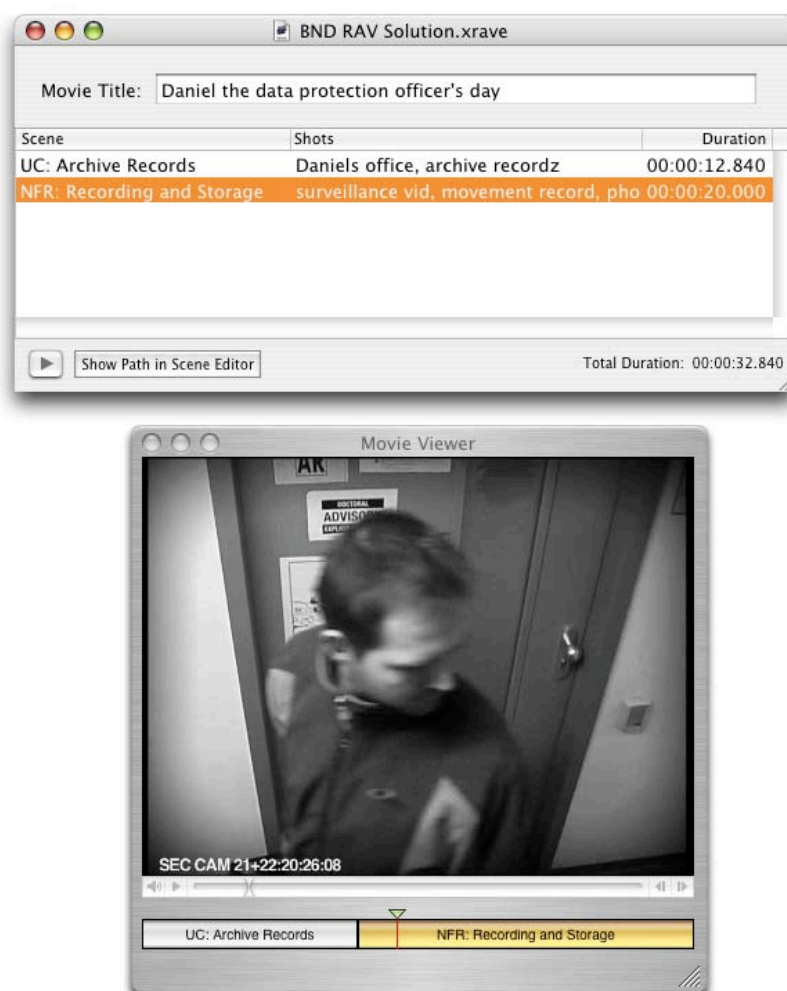 BND RAV Solution.xrave
Movie Title: Daniel the data protection officer's day
Scene Shots Duration
UC: Archive Records Daniels office, archive recordz 00:00:12.840
NFR: Recording and Storage surveillance vid, movement record, pho 00:00:20.000
Show Path in Scene Editor Total Duration: 00:00:32.840
Movie Viewer
AR
DOCTORAL
ADVISO
SEC CAM 21+22:20:26:08
UC: Archive Records NFR: Recording and Storage